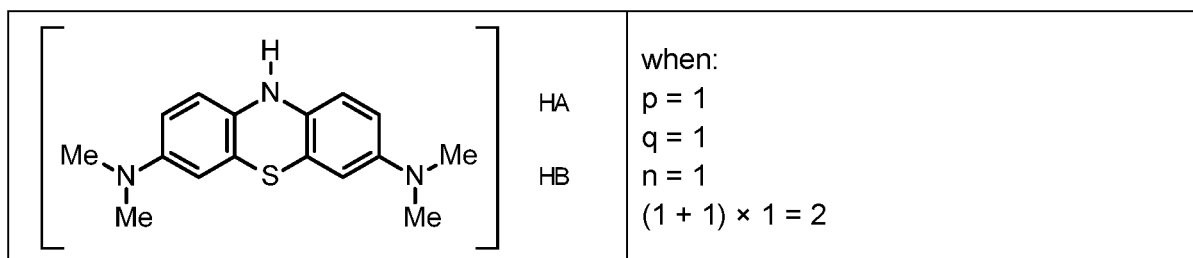 H
N
HA
Me
N
S
N
Me
HB
Me
Me
when:
p = 1
q = 1
n = 1
(1 + 1) × 1 = 2